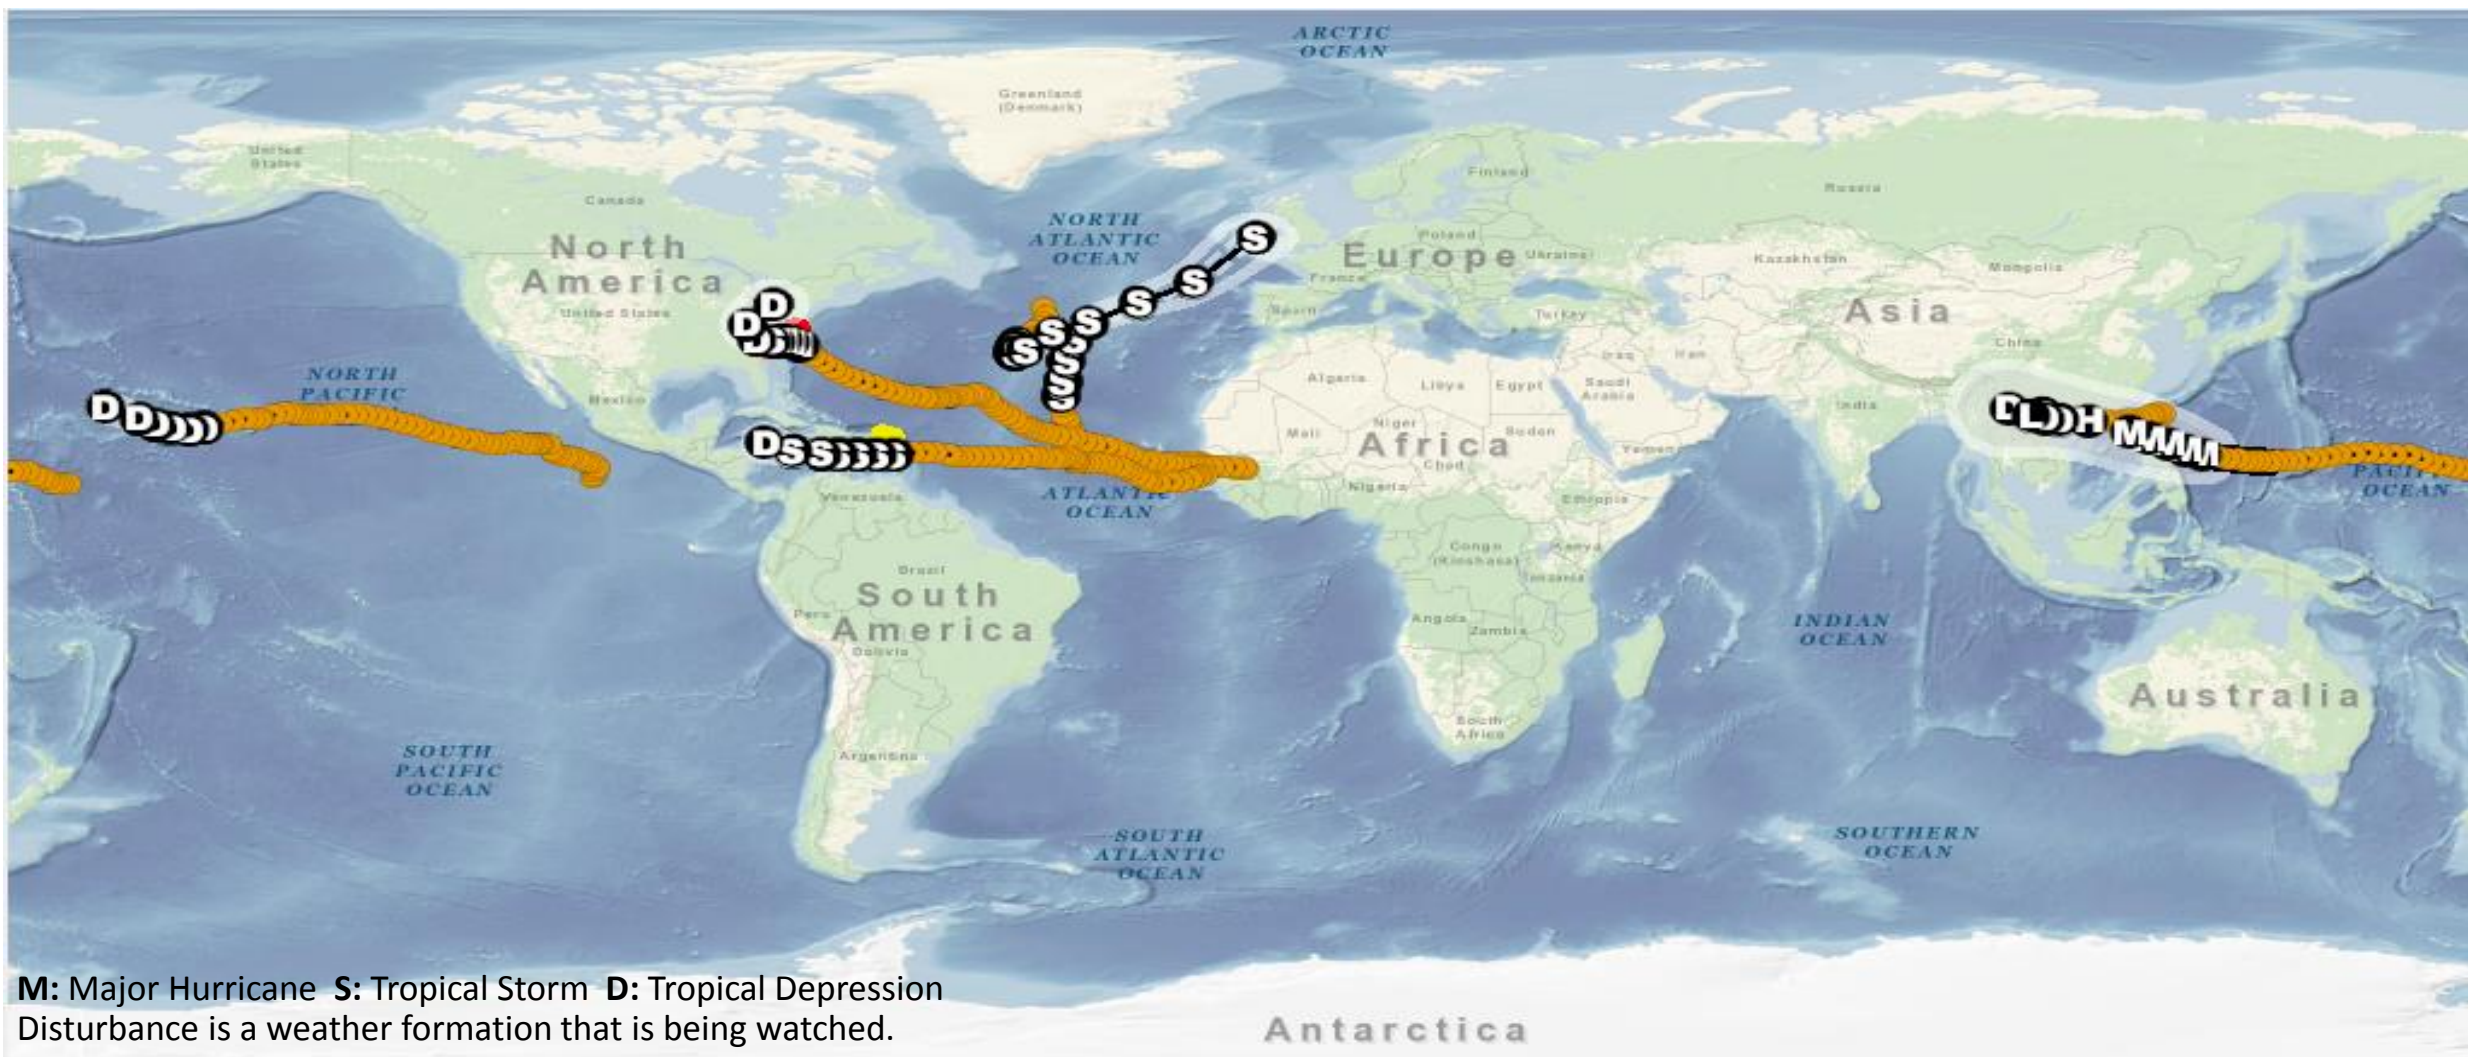 ARCTIC
OCEAN
Greenland
(Denmark)
United
States
Finland
Russia
Canada
NORTH
ATLANTIC
OCEAN
S
Poland
North
America
Europe
Ukraine
Kazakhstan
Mongolia
France
S
D
S
Asia
United States
Spain
Turkey
D
S
S
D
S
China
Iraq
Iran
S
NORTH
PACIFIC
Algeria
Libya
Egypt
Saudi
Arabia
S
Mexico
India
D
D
S
D
L
H
Niger
Mali
Africa
Sudan
Chad
Yemen
M
M
M
M
M
D
S
S
Nigeria
Ethiopia
Venezuela
ATLANTIC
OCEAN
PACIFI
OCEAN
Congo
(Kinshasa)
Kenya
Tanzania
Brazil
South
America
Peru
Bolivia
Angola
Zambia
INDIAN
OCEAN
Australia
South
Africa
Argentina
SOUTH
PACIFIC
OCEAN
SOUTH
ATLANTIC
OCEAN
SOUTHERN
OCEAN
M: Major Hurricane S: Tropical Storm D: Tropical Depression
Disturbance is a weather formation that is being watched.
Antarctica